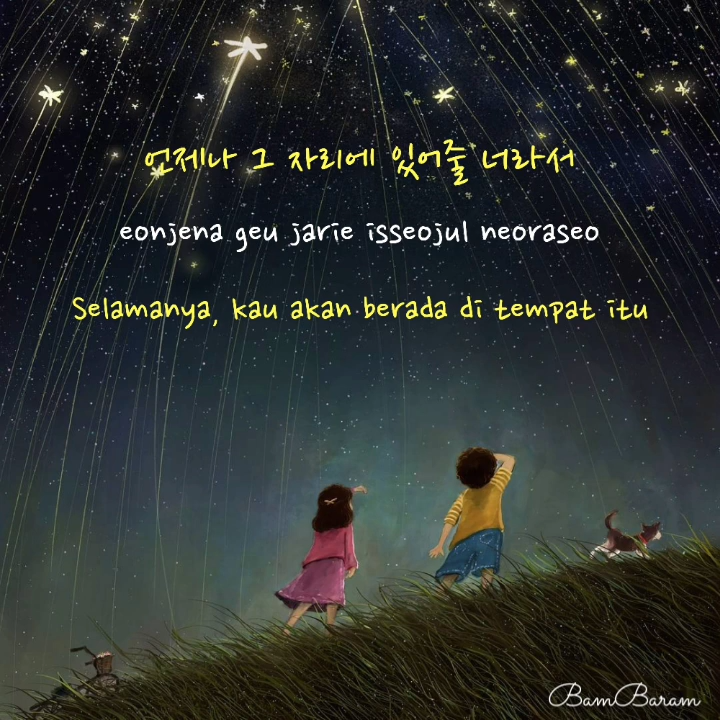 언제나 그 자리에 있어줄 너라서
eonjena geu jarie isseojul neoraseo
Selamanya, kau akan berada di tempat itu
BamBaram